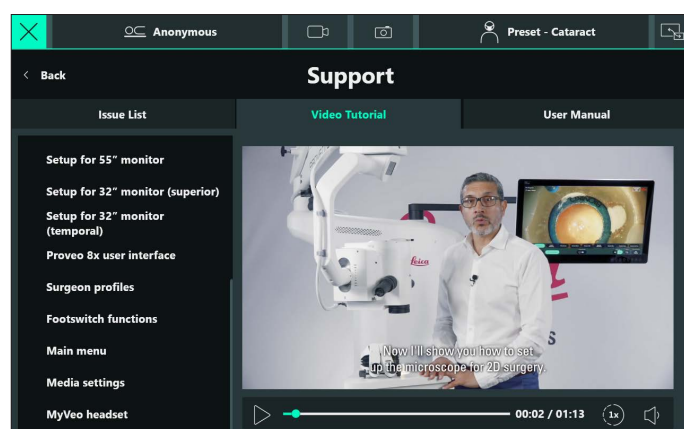 Anonymous
Preset - Cataract
Back
Support
Issue List
Video Tutorial
User Manual
Setup for 55" monitor
Setup for 32" monitor (superior)
Setup for 32" monitor
(temporal)
Proveo 8x user interface
Surgeon profiles
Footswitch functions
Main menu
Media settings
MyVeo headset
Leica
Now I'll show you how to set
up the microscope for 2D surgery.
00:02 / 01:13
1x